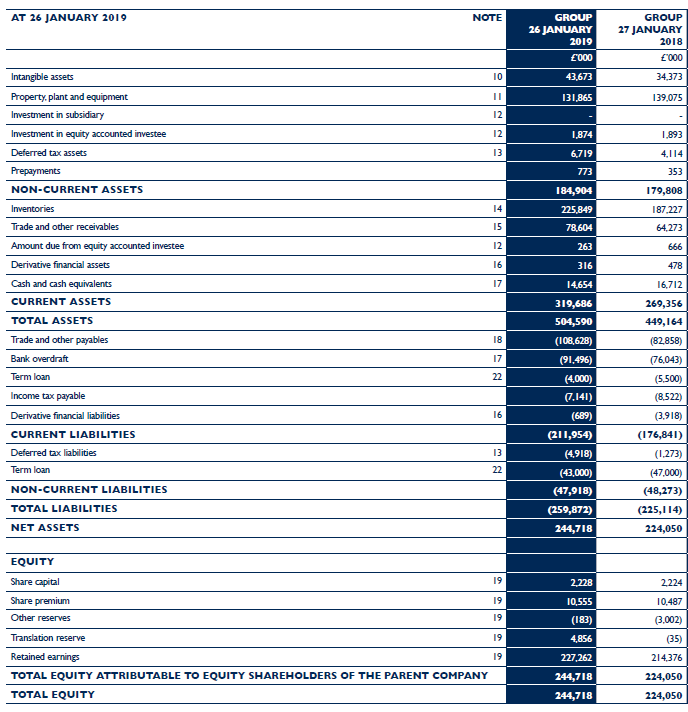 AT 26 JANUARY 2019 NOTE GROUP 26 JANUARY 2019 GROUP 27 JANUARY 2018
£'000 £'000
Intangible assets 10 43,673 34,373
Property, plant and equipment 11 131,865 139,075
Investment in subsidiary 12 - -
Investment in equity accounted investee 12 1,874 1,893
Deferred tax assets 13 6,719 4,114
Prepayments 773 353
NON-CURRENT ASSETS 184,904 179,808
Inventories 14 225,849 187,227
Trade and other receivables 15 78,604 64,273
Amount due from equity accounted investee 12 263 666
Derivative financial assets 16 316 478
Cash and cash equivalents 17 14,654 16,712
CURRENT ASSETS 319,686 269,356
TOTAL ASSETS 504,590 449,164
Trade and other payables 18 (108,628) (82,858)
Bank overdraft 17 (91,496) (76,043)
Term loan 22 (4,000) (5,500)
Income tax payable (7,141) (8,522)
Derivative financial liabilities 16 (689) (3,918)
CURRENT LIABILITIES (211,954) (176,841)
Deferred tax liabilities 13 (4,918) (1,273)
Term loan 22 (43,000) (47,000)
NON-CURRENT LIABILITIES (47,918) (48,273)
TOTAL LIABILITIES (259,872) (225,114)
NET ASSETS 244,718 224,050
EQUITY
Share capital 19 2,228 2,224
Share premium 19 10,555 10,487
Other reserves 19 (183) (3,002)
Translation reserve 19 4,856 (35)
Retained earnings 19 227,262 214,376
TOTAL EQUITY ATTRIBUTABLE TO EQUITY SHAREHOLDERS OF THE PARENT COMPANY 244,718 224,050
TOTAL EQUITY 244,718 224,050